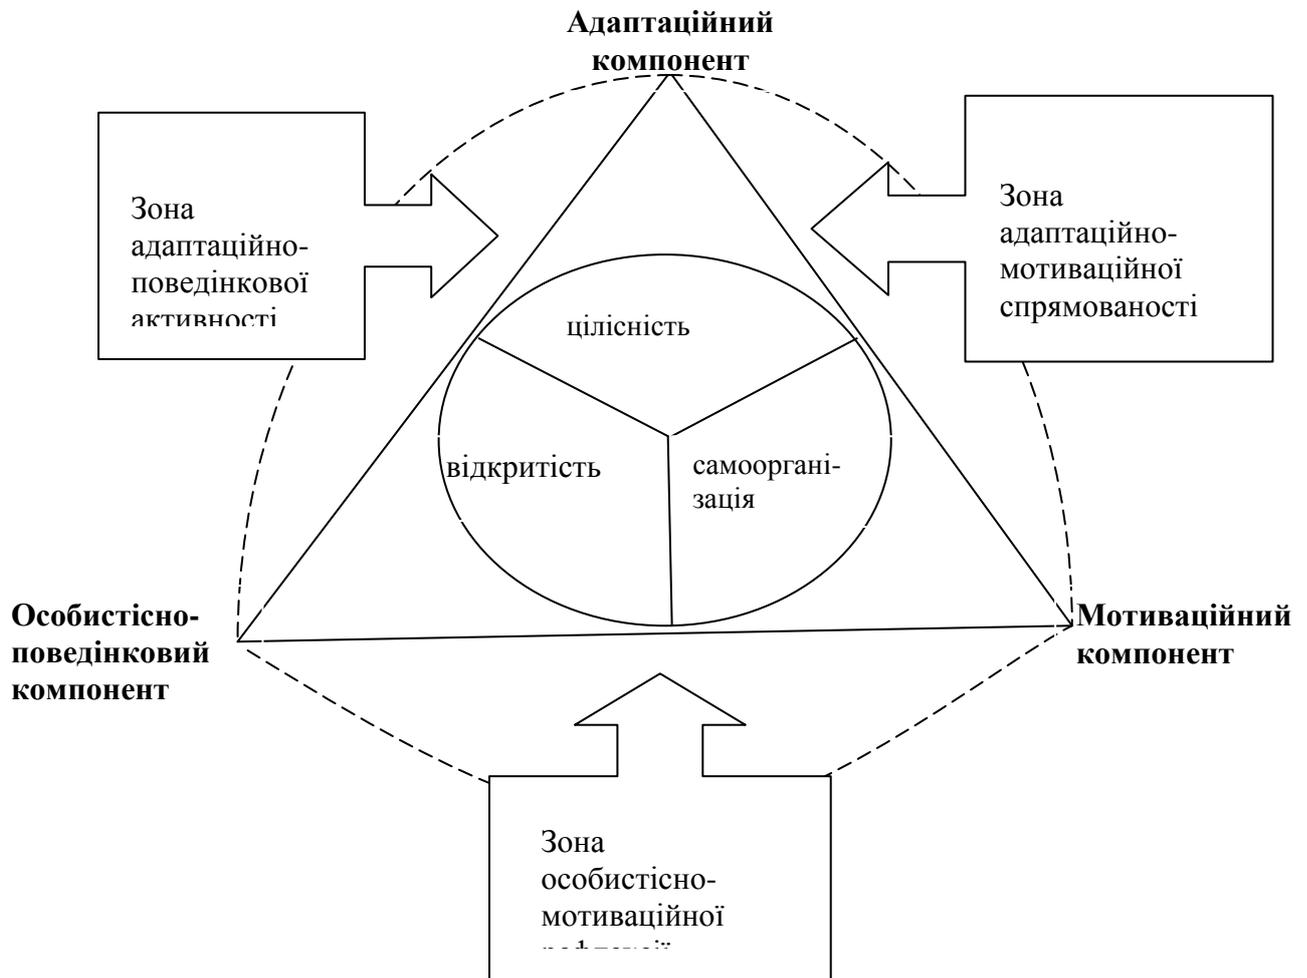 Адаптаційний
компонент
Зона
адаптаційно-
поведінкової
активності
Зона
адаптаційно-
мотиваційної
спрямованості
цілісність
відкритість
самооргані-
зація
Особистісно-
поведінковий
компонент
Мотиваційний
компонент
Зона
особистісно-
мотиваційної